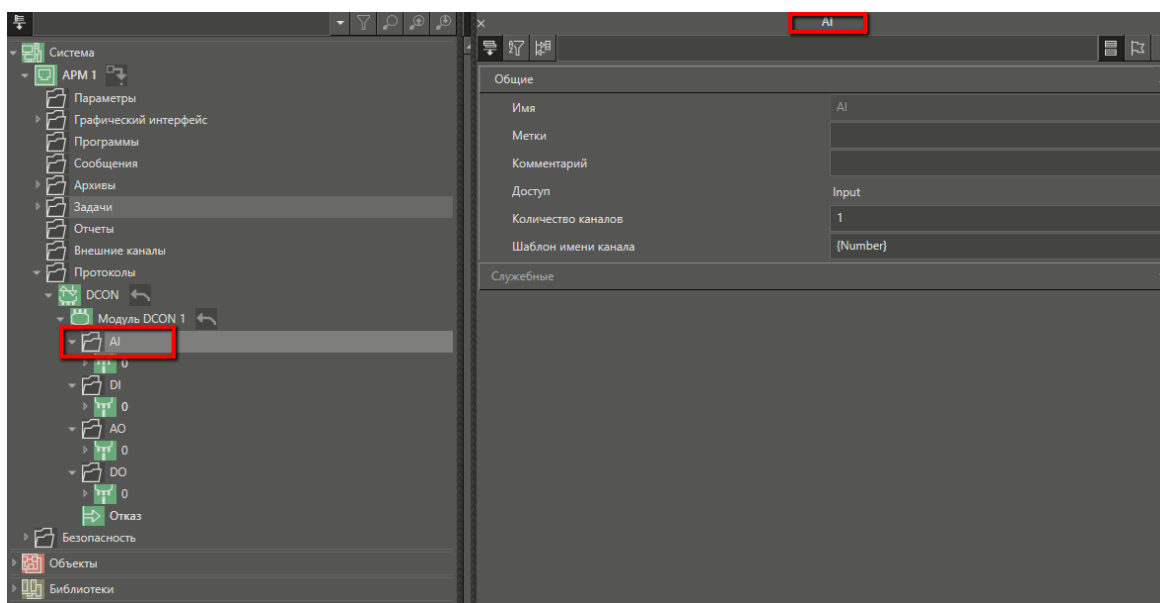 AI
Система
АРМ 1
Параметры
Графический интерфейс
Программы
Сообщения
Архивы
Задачи
Отчеты
Внешние каналы
Протоколы
DCON
Модуль DCON 1
AI
0
DI
0
AO
0
DO
0
Отказ
Безопасность
Объекты
Библиотеки
Общие
Имя AI
Метки
Комментарий
Доступ Input
Количество каналов 1
Шаблон имени канала {Number}
Служебные